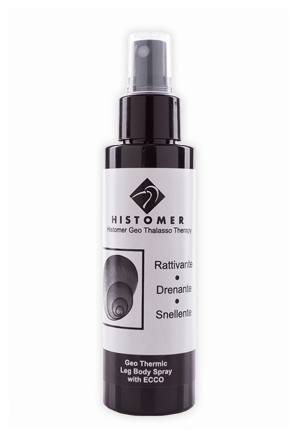 HISTOMER
Histomer Geo Thalasso Therapy
Rattivante
•
Drenante
•
Snellente
Geo Thermic
Leg Body Spray
with ECCO